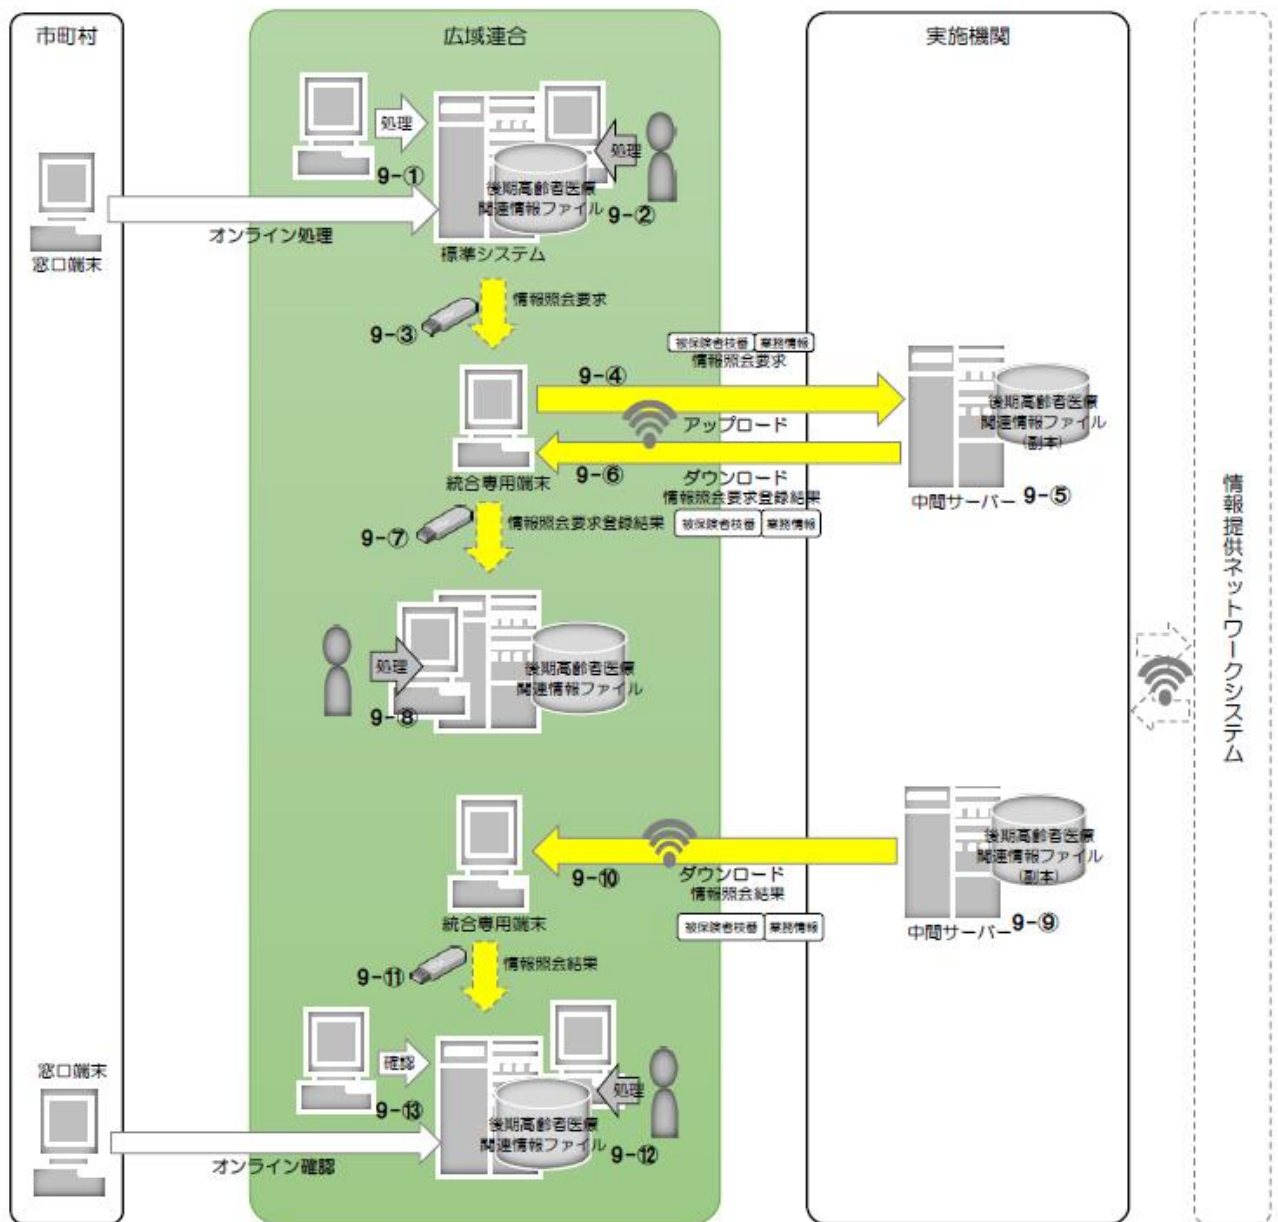 市町村
広域連合
実施機関
処理
9-①
処理
後期高齢者医療
関連情報ファイル
9-②
オンライン処理
標準システム
窓口端末
情報照会要求
9-③
被保険者枝番
業務情報
情報照会要求
9-④
アップロード
後期高齢者医療
関連情報ファイル
(副本)
9-⑥
ダウンロード
情報照会要求登録結果
被保険者枝番
業務情報
統合専用端末
中間サーバー
9-⑤
9-⑦
情報照会要求登録結果
情報提供ネットワークシステム
処理
後期高齢者医療
関連情報ファイル
9-⑧
9-⑩
ダウンロード
情報照会結果
被保険者枝番
業務情報
後期高齢者医療
関連情報ファイル
(副本)
統合専用端末
中間サーバー
9-⑨
9-⑪
情報照会結果
窓口端末
確認
9-⑬
処理
後期高齢者医療
関連情報ファイル
9-⑫
オンライン確認